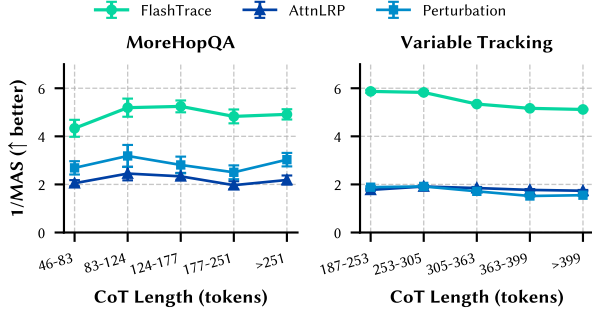 FlashTrace AttnLRP Perturbation
MoreHopQA
Variable Tracking
1/MAS (↑ better)
6
4
2
0
46-83 83-124 124-177 177-251 >251
CoT Length (tokens)
6
4
2
0
187-253 253-305 305-363 363-399 >399
CoT Length (tokens)